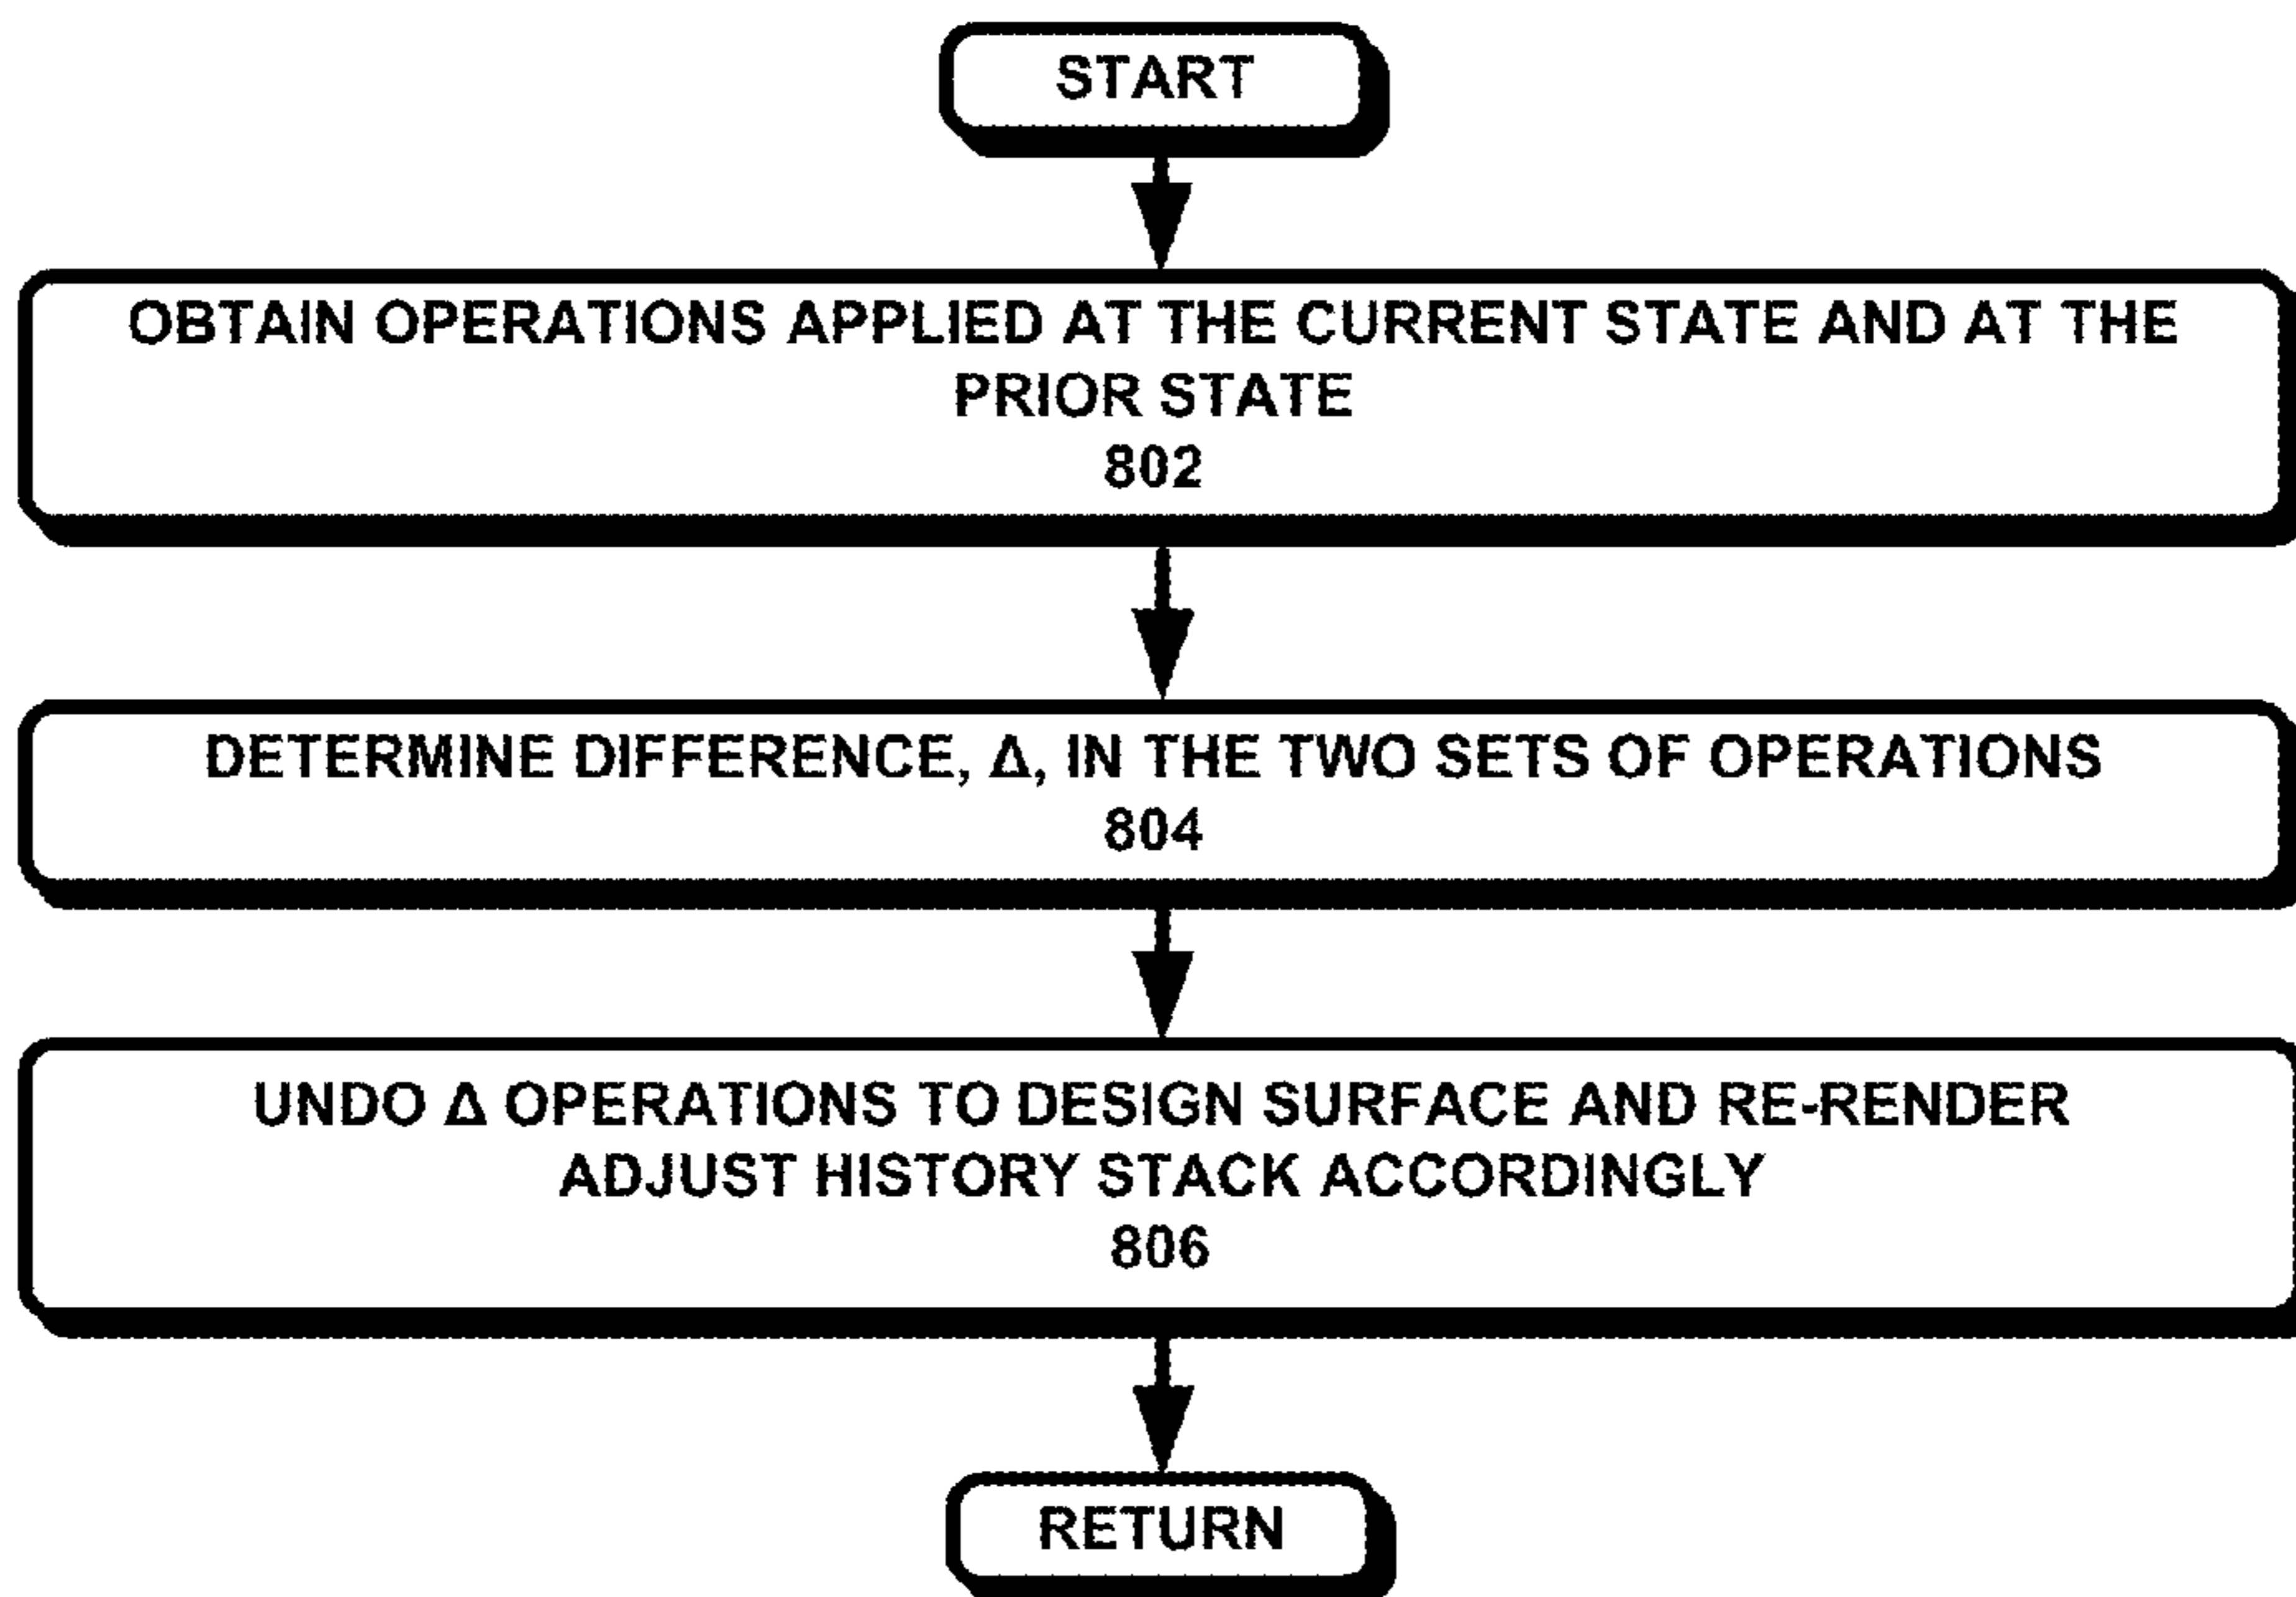 START
OBTAIN OPERATIONS APPLIED AT THE CURRENT STATE AND AT THE
PRIOR STATE
802
DETERMINE DIFFERENCE, Δ, IN THE TWO SETS OF OPERATIONS
804
UNDO Δ OPERATIONS TO DESIGN SURFACE AND RE-RENDER
ADJUST HISTORY STACK ACCORDINGLY
806
RETURN